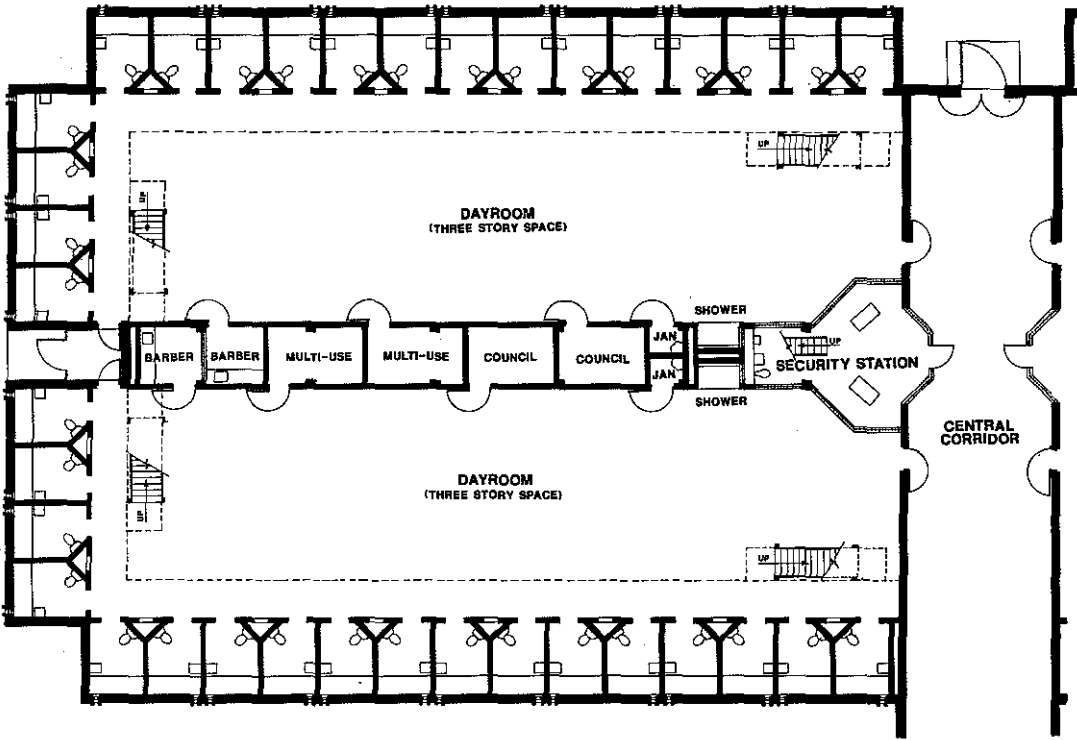 UP
UP
DAYROOM
(THREE STORY SPACE)
SHOWER
BARBER
BARBER
MULTI-USE
MULTI-USE
COUNCIL
COUNCIL
JAN
JAN
UP
SECURITY STATION
SHOWER
CENTRAL
CORRIDOR
DAYROOM
(THREE STORY SPACE)
UP
UP